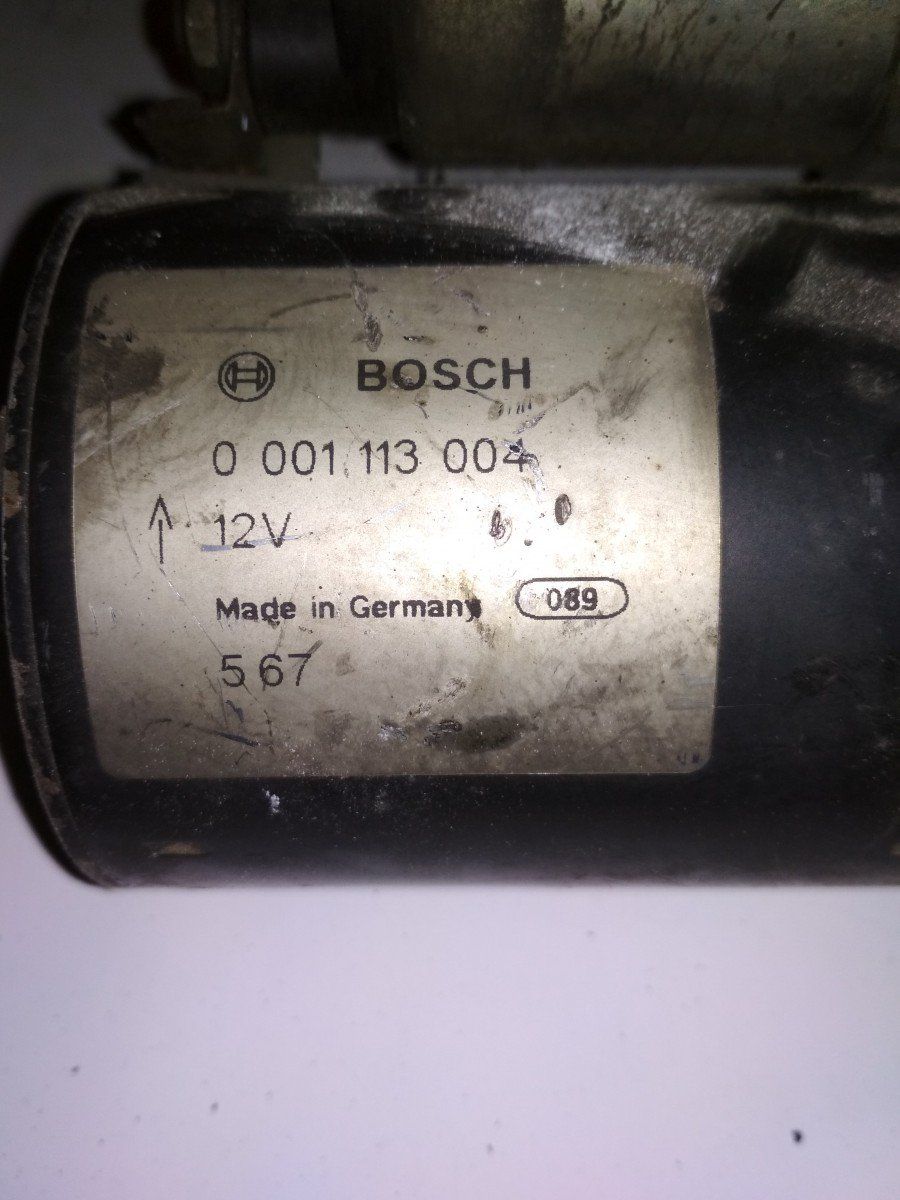 BOSCH
0 001 113 004
12V
Made in Germany 089
567